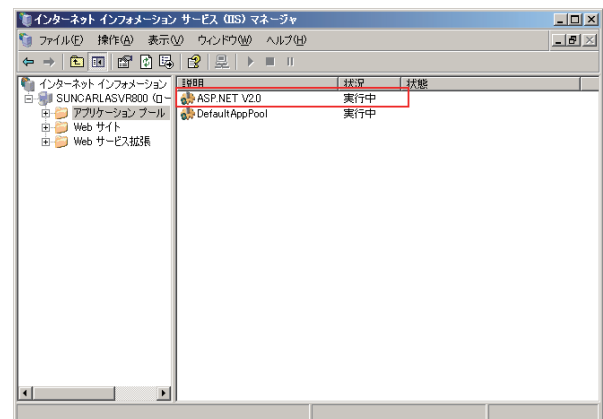 インターネット インフォメーション サービス (IIS) マネージャ
ファイル(F) 操作(A) 表示(V) ウィンドウ(W) ヘルプ(H)
インターネット インフォメーション
説明 状況 状態
SUNCARLASVR800 (ロー
ASP.NET V2.0 実行中
アプリケーション プール
DefaultAppPool 実行中
Web サイト
Web サービス拡張